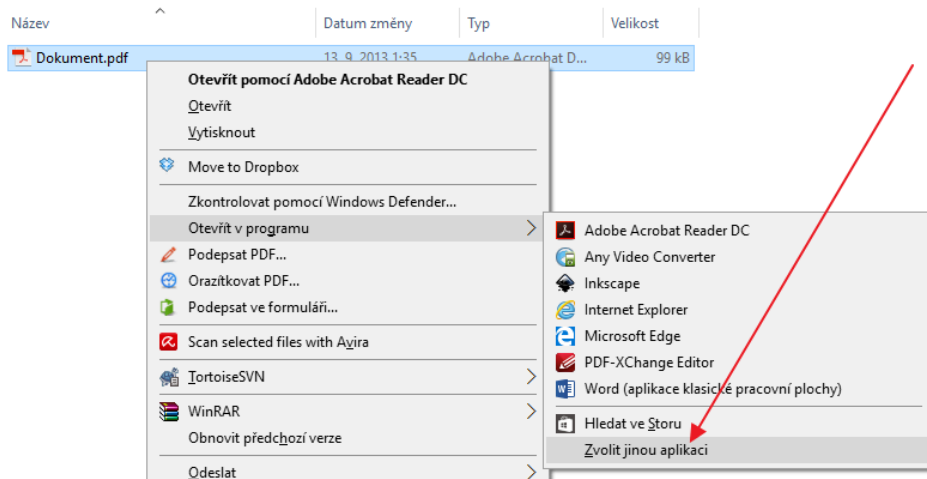 Název Datum změny Typ Velikost
Dokument.pdf 13. 9. 2013 1:35 Adobe Acrobat D... 99 kB
Otevřít pomocí Adobe Acrobat Reader DC
Otevřít
Vytisknout
Move to Dropbox
Zkontrolovat pomocí Windows Defender...
Otevřít v programu
Podepsat PDF...
Orazítkovat PDF...
Podepsat ve formuláři...
Scan selected files with Avira
TortoiseSVN
WinRAR
Obnovit předchozí verze
Odeslat
Adobe Acrobat Reader DC
Any Video Converter
Inkscape
Internet Explorer
Microsoft Edge
PDF-XChange Editor
Word (aplikace klasické pracovní plochy)
Hledat ve Storu
Zvolit jinou aplikaci